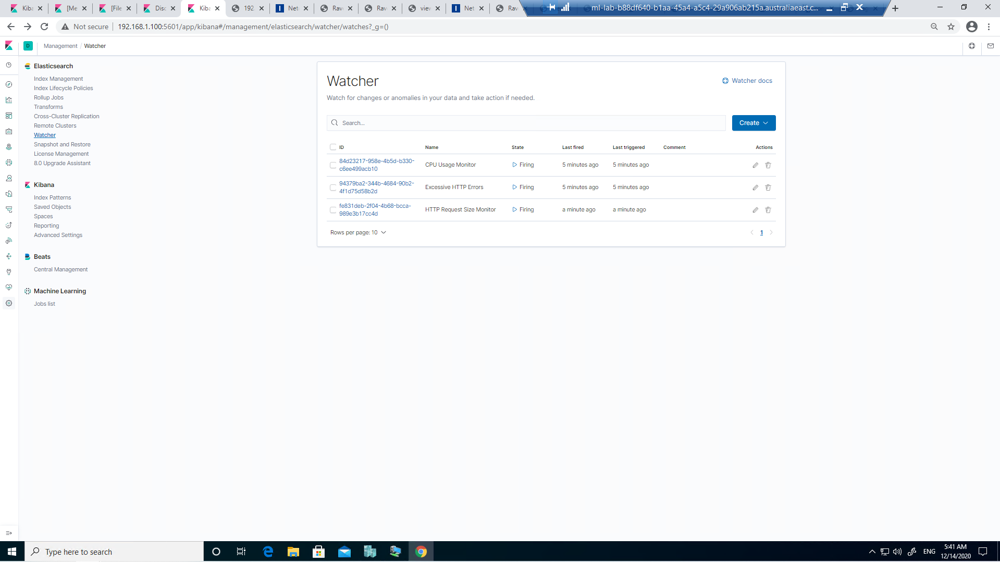 Kiba
[Me
[File
Disc
Kiba
192.
Net
Rav
Rav
view
Net
Rav
ml-lab-b88df640-b1aa-45a4-a5c4-29a906ab215a.australiaeast.c...
Not secure
192.168.1.100:5601/app/kibana#/management/elasticsearch/watcher/watches?_g=()
D
Management / Watcher
Elasticsearch
Index Management
Index Lifecycle Policies
Rollup Jobs
Transforms
Cross-Cluster Replication
Remote Clusters
Watcher
Snapshot and Restore
License Management
8.0 Upgrade Assistant
Kibana
Index Patterns
Saved Objects
Spaces
Reporting
Advanced Settings
Beats
Central Management
Machine Learning
Jobs list
Watcher
Watcher docs
Watch for changes or anomalies in your data and take action if needed.
Search...
Create
ID Name State Last fired Last triggered Comment Actions
84d23217-958e-4b5d-b330-
c6ee499acb10 CPU Usage Monitor Firing 5 minutes ago 5 minutes ago
94379ba2-344b-4684-90b2-
4f1d75d58b2d Excessive HTTP Errors Firing 5 minutes ago 5 minutes ago
fe831deb-2f04-4b68-bcca-
989e3b17cc4d HTTP Request Size Monitor Firing a minute ago a minute ago
Rows per page: 10
1
Type here to search
ENG
5:41 AM
12/14/2020